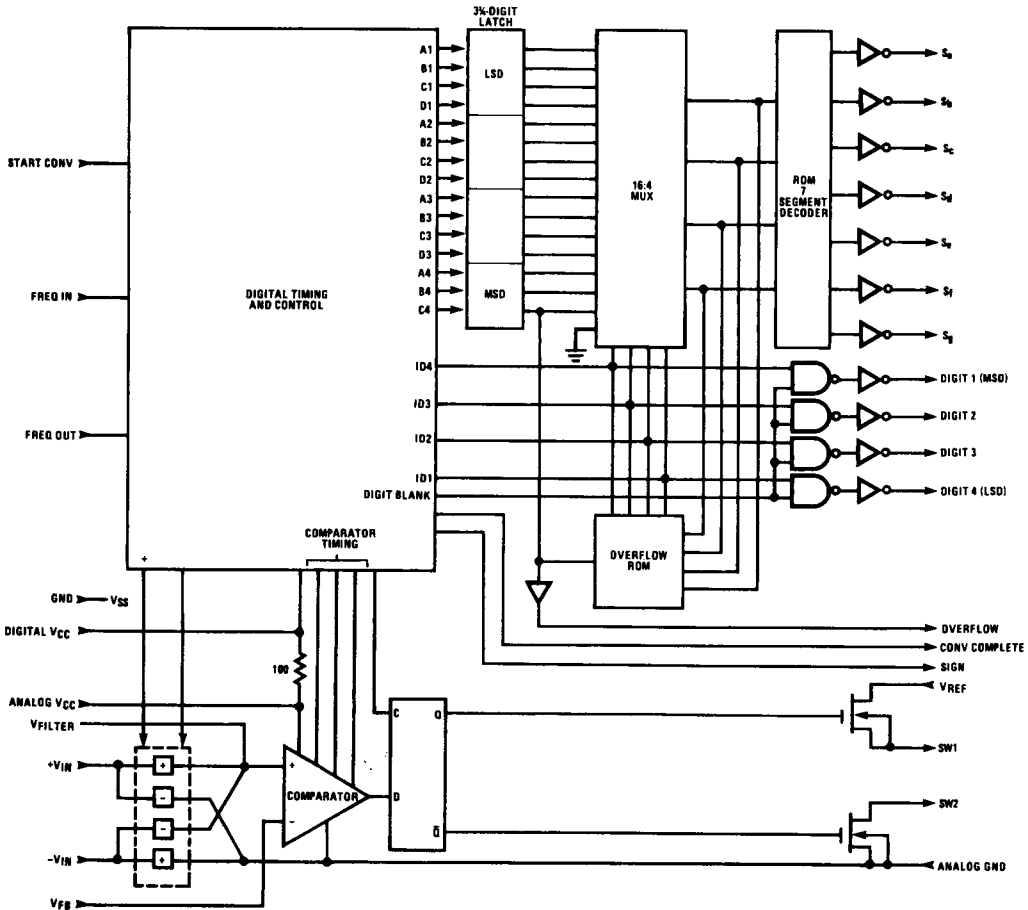 3¾-DIGIT
LATCH
START CONV
FREQ IN
FREQ OUT
DIGITAL TIMING
AND CONTROL
A1
B1
C1
D1
A2
B2
C2
D2
A3
B3
C3
D3
A4
B4
C4
ID4
ID3
ID2
ID1
DIGIT BLANK
LSD
MSD
16:4
MUX
ROM
7
SEGMENT
DECODER
Sa
Sb
Sc
Sd
Se
Sf
Sg
DIGIT 1 (MSD)
DIGIT 2
DIGIT 3
DIGIT 4 (LSD)
OVERFLOW
ROM
COMPARATOR
TIMING
+
GND
VSS
DIGITAL VCC
100
ANALOG VCC
VFILTER
+VIN
-VIN
VFB
+
-
-
+
+
-
COMPARATOR
C
Q
D
Q̅
OVERFLOW
CONV COMPLETE
SIGN
VREF
SW1
SW2
ANALOG GND